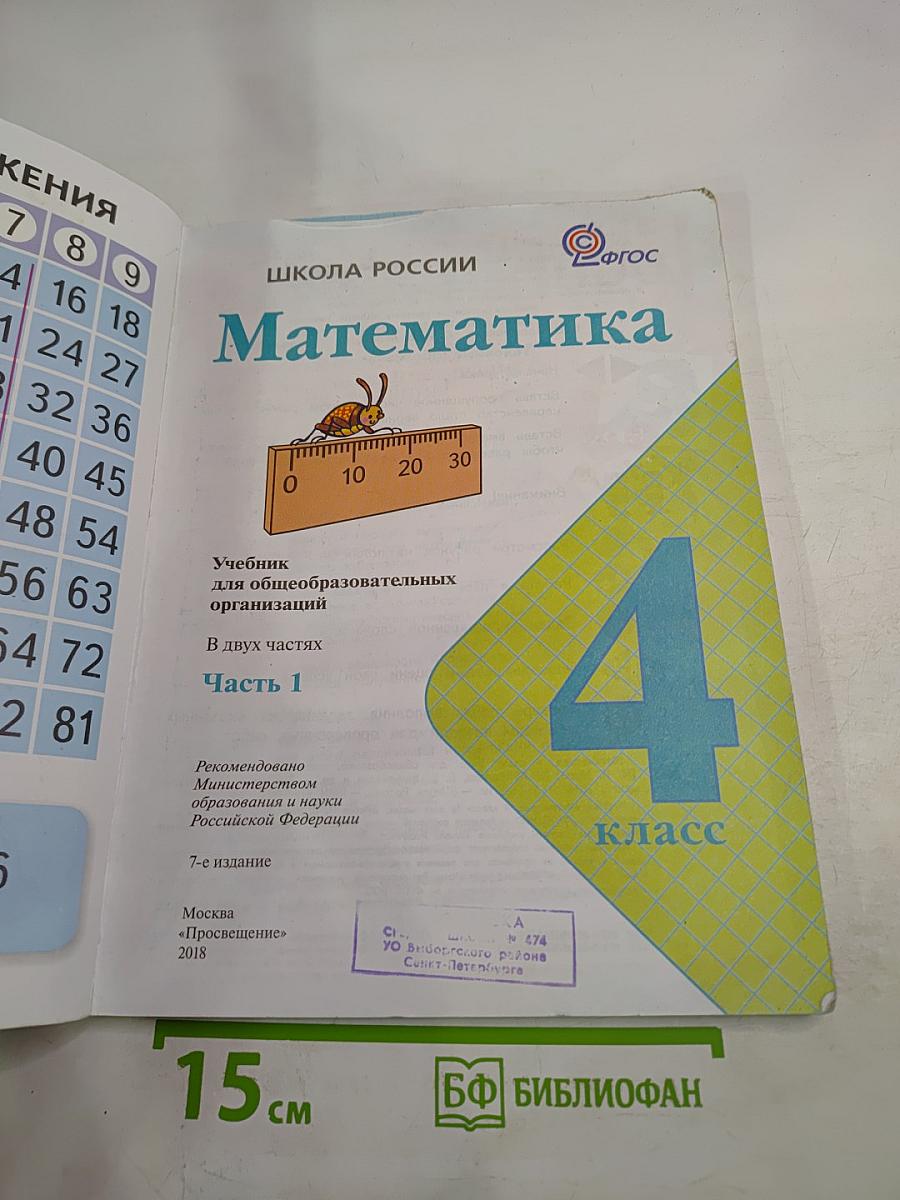 ЖЕНИЯ
7 8 9
4 16 18
1 24 27
32 36
40 45
48 54
56 63
64 72
2 81
6
ШКОЛА РОССИИ
ФГОС
Математика
0 10 20 30
Учебник
для общеобразовательных
организаций
В двух частях
Часть 1
Рекомендовано
Министерством
образования и науки
Российской Федерации
7-е издание
Москва
«Просвещение»
2018
4
класс
№ 474
УО Выборгского района
Санкт-Петербурга
15 см
БФ БИБЛИОФАН